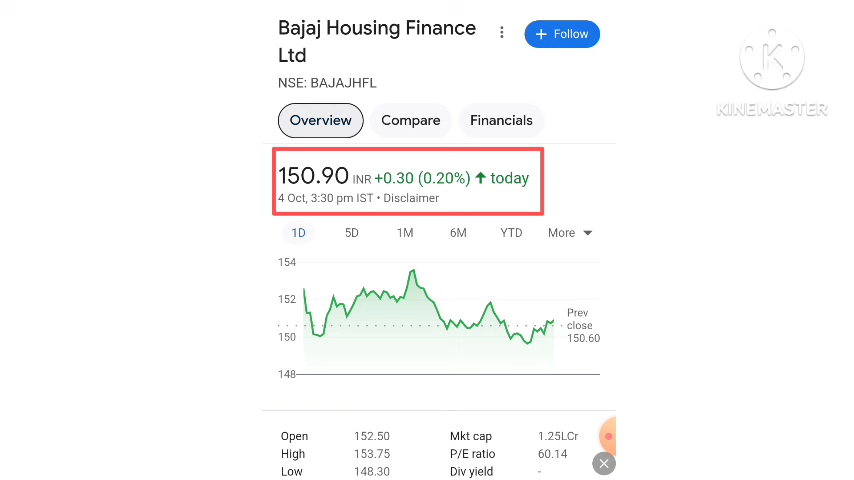 Bajaj Housing Finance
Ltd
+ Follow
NSE: BAJAJHFL
Overview Compare Financials
150.90 INR +0.30 (0.20%) ↑ today
4 Oct, 3:30 pm IST • Disclaimer
1D 5D 1M 6M YTD More
154
152
150
148
Prev
close
150.60
Open 152.50 Mkt cap 1.25LCr
High 153.75 P/E ratio 60.14
Low 148.30 Div yield -
K
KINEMASTER